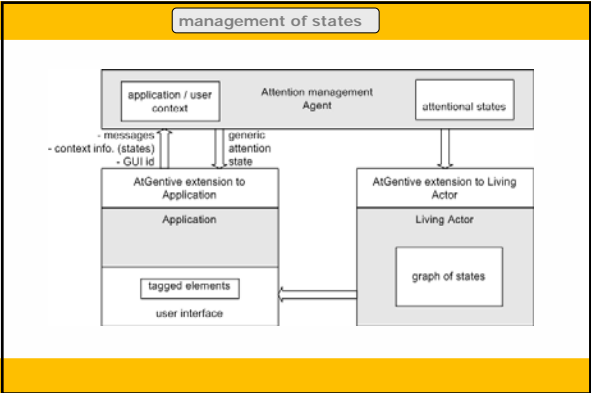 management of states
application / user
context
Attention management
Agent
attentional states
- messages
- context info. (states)
- GUI id
generic
attention
state
AtGentive extension to
Application
AtGentive extension to Living
Actor
Application
Living Actor
graph of states
tagged elements
user interface